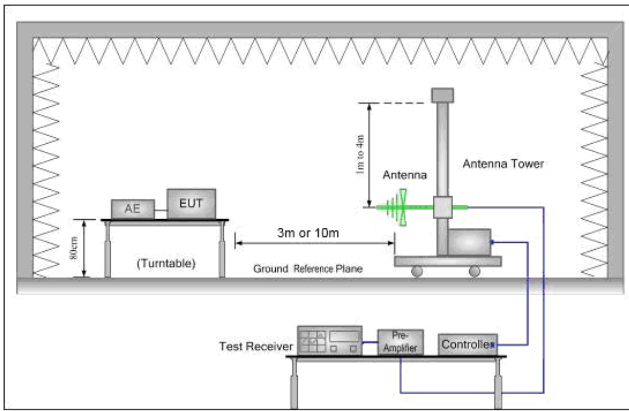 1m to 4m
Antenna
Antenna Tower
AE
EUT
80cm
(Turntable)
3m or 10m
Ground Reference Plane
Test Receiver
Pre-
Amplifier
Controller